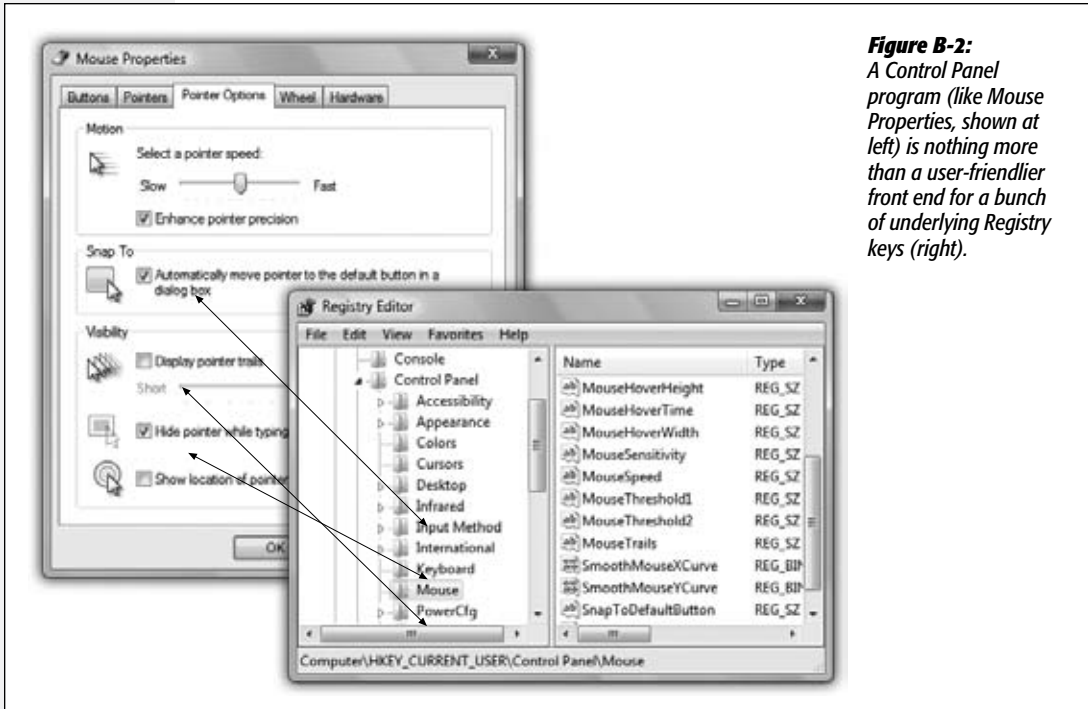 Mouse Properties
Buttons Pointers Pointer Options Wheel Hardware
Motion
Select a pointer speed:
Slow Fast
Enhance pointer precision
Snap To
Automatically move pointer to the default button in a
dialog box
Visibility
Display pointer trails
Short
Hide pointer while typing
Show location of pointer
OK
Registry Editor
File Edit View Favorites Help
Console
Control Panel
Accessibility
Appearance
Colors
Cursors
Desktop
Infrared
Input Method
International
Keyboard
Mouse
PowerCfg
Name Type
MouseHoverHeight REG_SZ
MouseHoverTime REG_SZ
MouseHoverWidth REG_SZ
MouseSensitivity REG_SZ
MouseSpeed REG_SZ
MouseThreshold1 REG_SZ
MouseThreshold2 REG_SZ
MouseTrails REG_SZ
SmoothMouseXCurve REG_BIN
SmoothMouseYCurve REG_BIN
SnapToDefaultButton REG_SZ
Computer\HKEY_CURRENT_USER\Control Panel\Mouse
Figure B-2:
A Control Panel
program (like Mouse
Properties, shown at
left) is nothing more
than a user-friendlier
front end for a bunch
of underlying Registry
keys (right).